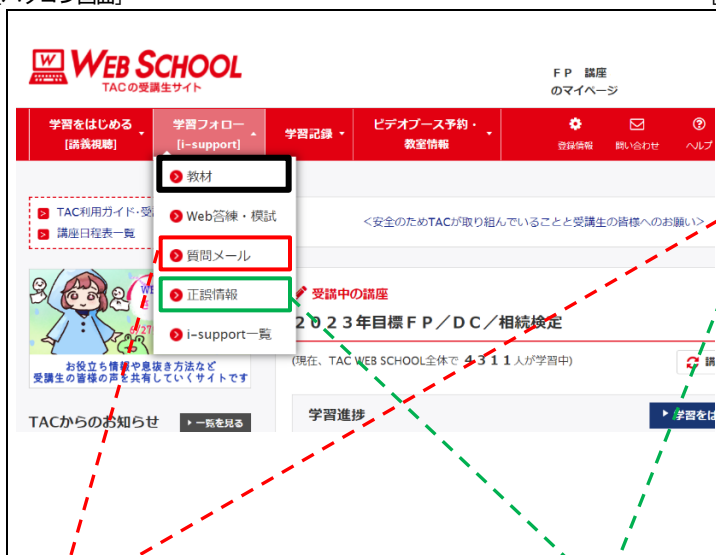 WEB SCHOOL
TACの受講生サイト
ＦＰ 講座
のマイページ
学習をはじめる
[講義視聴]
学習フォロー
[i-support]
学習記録
ビデオブース予約・
教室情報
登録情報
問い合わせ
ヘルプ
教材
Web答練・模試
質問メール
正誤情報
i-support一覧
TAC利用ガイド・受
講座日程表一覧
<安全のためTACが取り組んでいることと受講生の皆様へのお願い>
お役立ち情報や息抜き方法など
受講生の皆様の声を共有していくサイトです
受講中の講座
2023年目標ＦＰ／ＤＣ／相続検定
(現在、TAC WEB SCHOOL全体で 4311人が学習中)
講
TACからのお知らせ
一覧を見る
学習進捗
学習をは